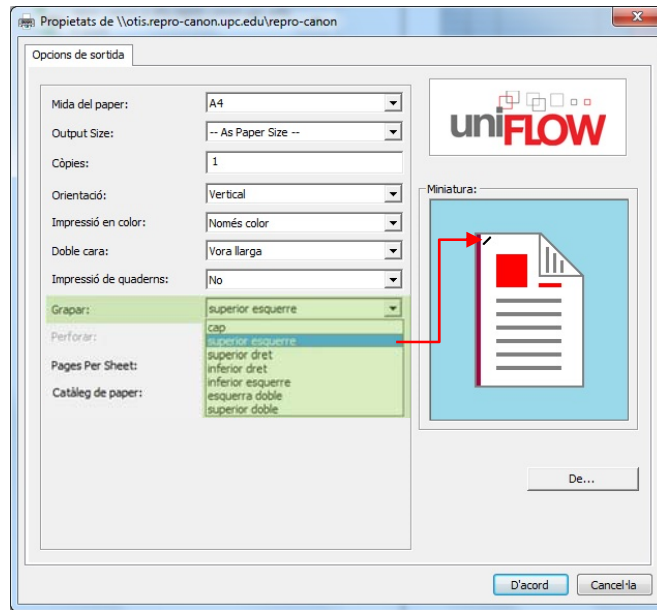 Propietats de \\otis.repro-canon.upc.edu\repro-canon
Opcions de sortida
Mida del paper: A4
Output Size: -- As Paper Size --
Còpies: 1
Orientació: Vertical
Impressió en color: Només color
Doble cara: Vora llarga
Impressió de quaderns: No
Grapar: superior esquerre
cap
Perforar: superior esquerre
superior dret
Pages Per Sheet: inferior dret
inferior esquerre
Catàleg de paper: esquerra doble
superior doble
uniFLOW
Miniatura:
De...
D'acord Cancel·la